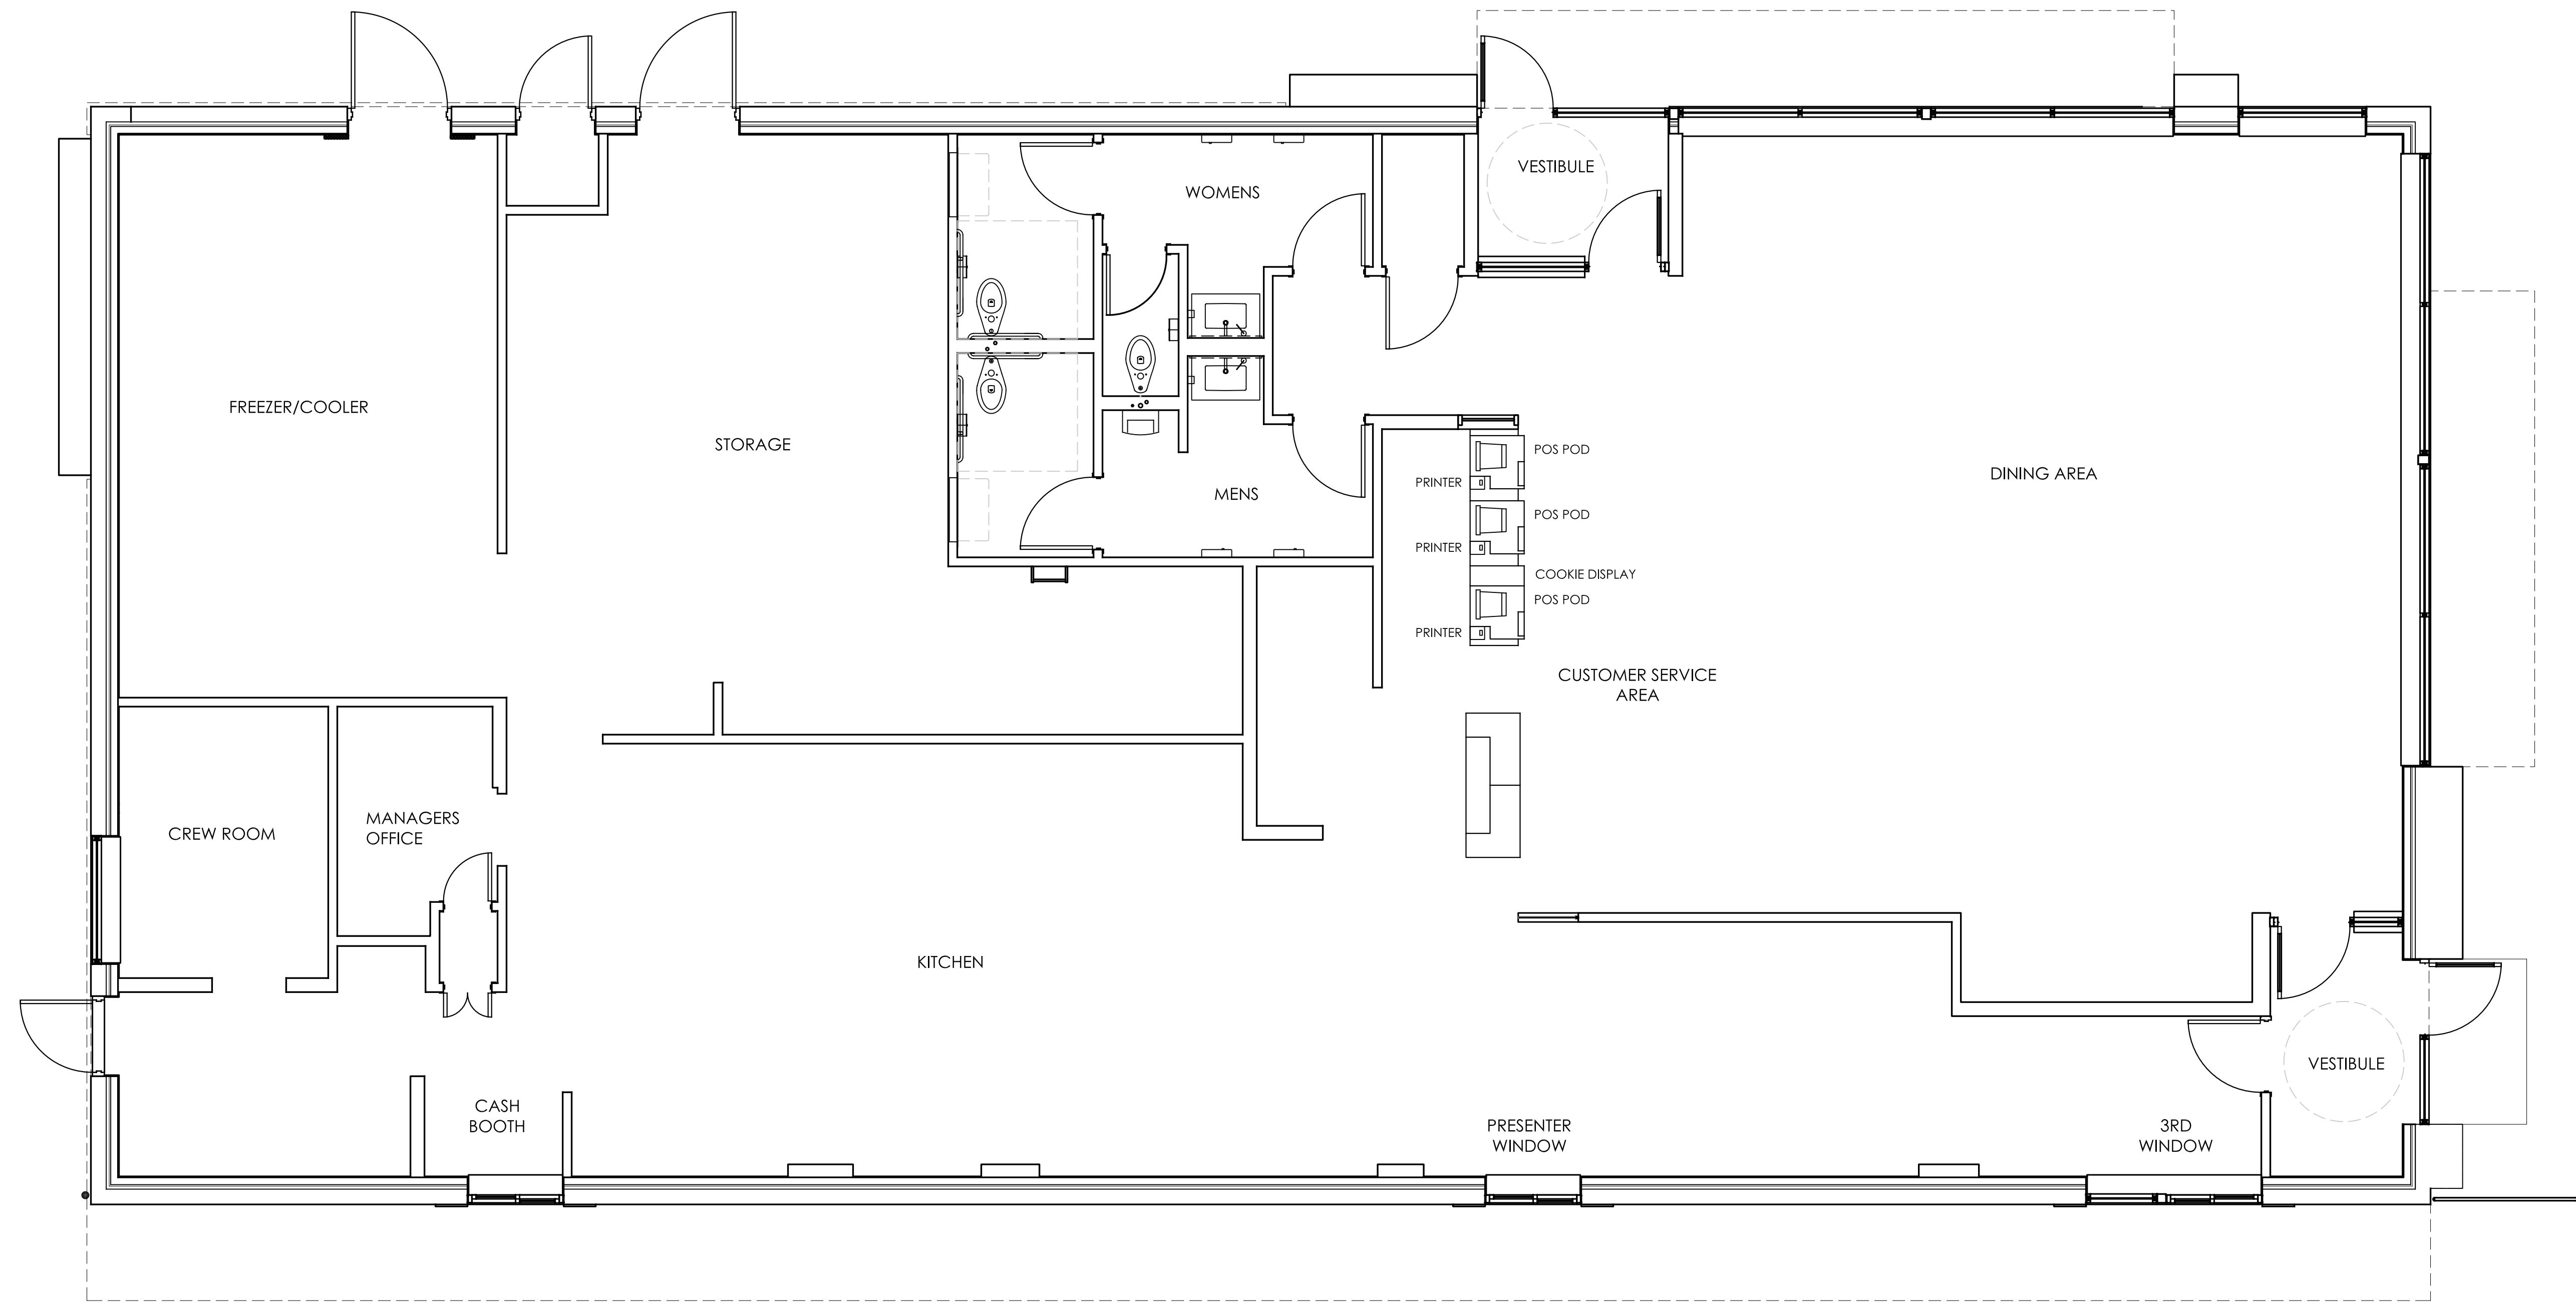 VESTIBULE
WOMENS
FREEZER/COOLER
STORAGE
POS POD
DINING AREA
PRINTER
MENS
POS POD
PRINTER
COOKIE DISPLAY
POS POD
PRINTER
CUSTOMER SERVICE
AREA
MANAGERS
OFFICE
CREW ROOM
KITCHEN
VESTIBULE
CASH
BOOTH
PRESENTER
WINDOW
3RD
WINDOW